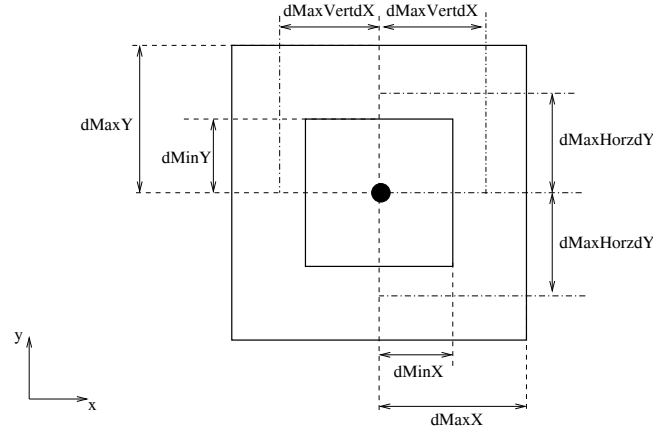 dMaxVertdX dMaxVertdX
dMaxY
dMinY
dMaxHorzdY
dMaxHorzdY
y
x
dMinX
dMaxX